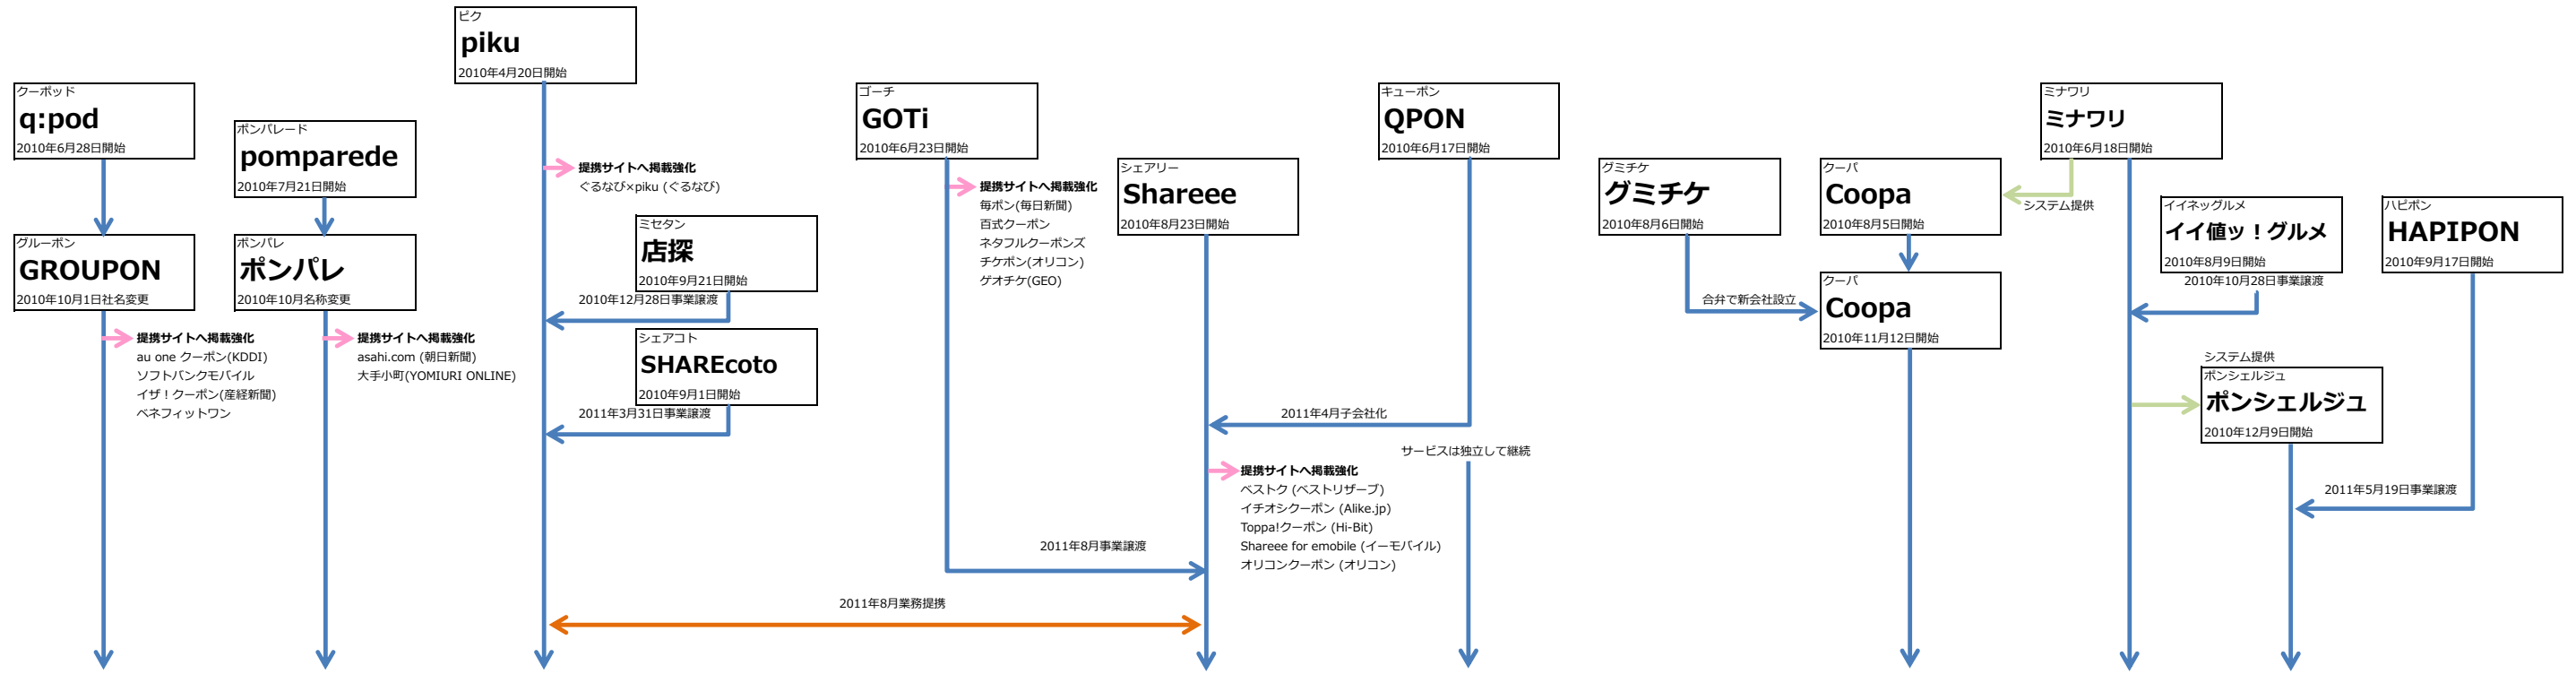 クーポッド
q:pod
2010年6月28日開始
グルーポン
GROUPON
2010年10月1日社名変更
提携サイトへ掲載強化
au one クーポン(KDDI)
ソフトバンクモバイル
イザ！クーポン(産経新聞)
ベネフィットワン
ポンパレード
pomparede
2010年7月21日開始
ポンパレ
ポンパレ
2010年10月名称変更
提携サイトへ掲載強化
asahi.com (朝日新聞)
大手小町(YOMIURI ONLINE)
ピク
piku
2010年4月20日開始
提携サイトへ掲載強化
ぐるなび×piku (ぐるなび)
ミセタン
店探
2010年9月21日開始
2010年12月28日事業譲渡
シェアコト
SHAREcoto
2010年9月1日開始
2011年3月31日事業譲渡
ゴーチ
GOTi
2010年6月23日開始
提携サイトへ掲載強化
毎ポン(毎日新聞)
百式クーポン
ネタフルクーポンズ
チケポン(オリコン)
ゲオチケ(GEO)
2011年8月事業譲渡
2011年8月業務提携
シェアリー
Shareee
2010年8月23日開始
提携サイトへ掲載強化
ベストク (ベストリザーブ)
イチオシクーポン (Alike.jp)
Toppa!クーポン (Hi-Bit)
Shareee for emobile (イーモバイル)
オリコンクーポン (オリコン)
キューポン
QPON
2010年6月17日開始
2011年4月子会社化
サービスは独立して継続
グミチケ
グミチケ
2010年8月6日開始
合弁で新会社設立
クーパ
Coopa
2010年8月5日開始
クーパ
Coopa
2010年11月12日開始
ミナワリ
ミナワリ
2010年6月18日開始
システム提供
イイネッグルメ
イイ値ッ！グルメ
2010年8月9日開始
2010年10月28日事業譲渡
システム提供
ポンシェルジュ
ポンシェルジュ
2010年12月9日開始
ハピポン
HAPIPON
2010年9月17日開始
2011年5月19日事業譲渡